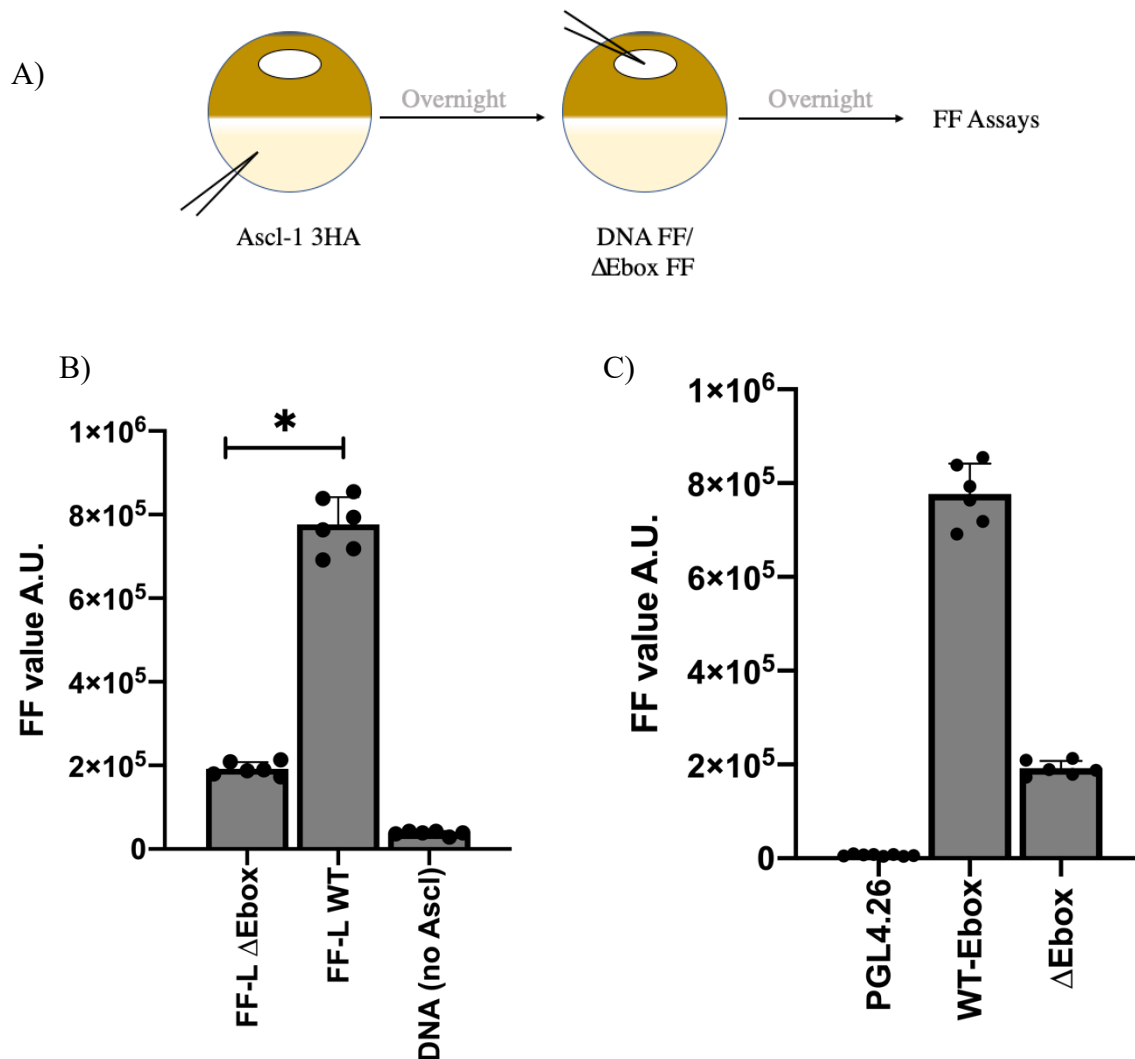 A)
Overnight
Overnight
FF Assays
Ascl-1 3HA
DNA FF/
ΔEbox FF
B)
*
1×10⁶
8×10⁵
6×10⁵
4×10⁵
2×10⁵
0
FF value A.U.
FF-L ΔEbox
FF-L WT
DNA (no Ascl)
C)
1×10⁶
8×10⁵
6×10⁵
4×10⁵
2×10⁵
0
FF value A.U.
PGL4.26
WT-Ebox
ΔEbox